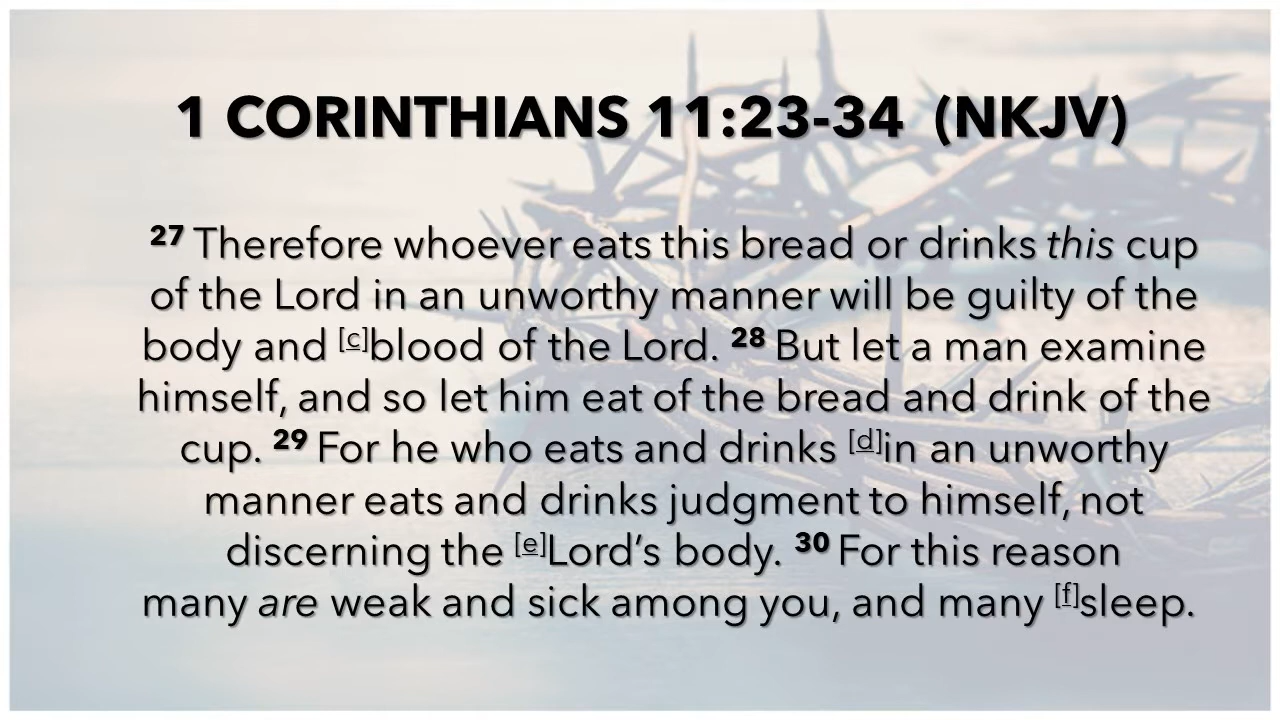 1 CORINTHIANS 11:23-34 (NKJV)
27 Therefore whoever eats this bread or drinks this cup
of the Lord in an unworthy manner will be guilty of the
body and [c]blood of the Lord. 28 But let a man examine
himself, and so let him eat of the bread and drink of the
cup. 29 For he who eats and drinks [d]in an unworthy
manner eats and drinks judgment to himself, not
discerning the [e]Lord’s body. 30 For this reason
many are weak and sick among you, and many [f]sleep.